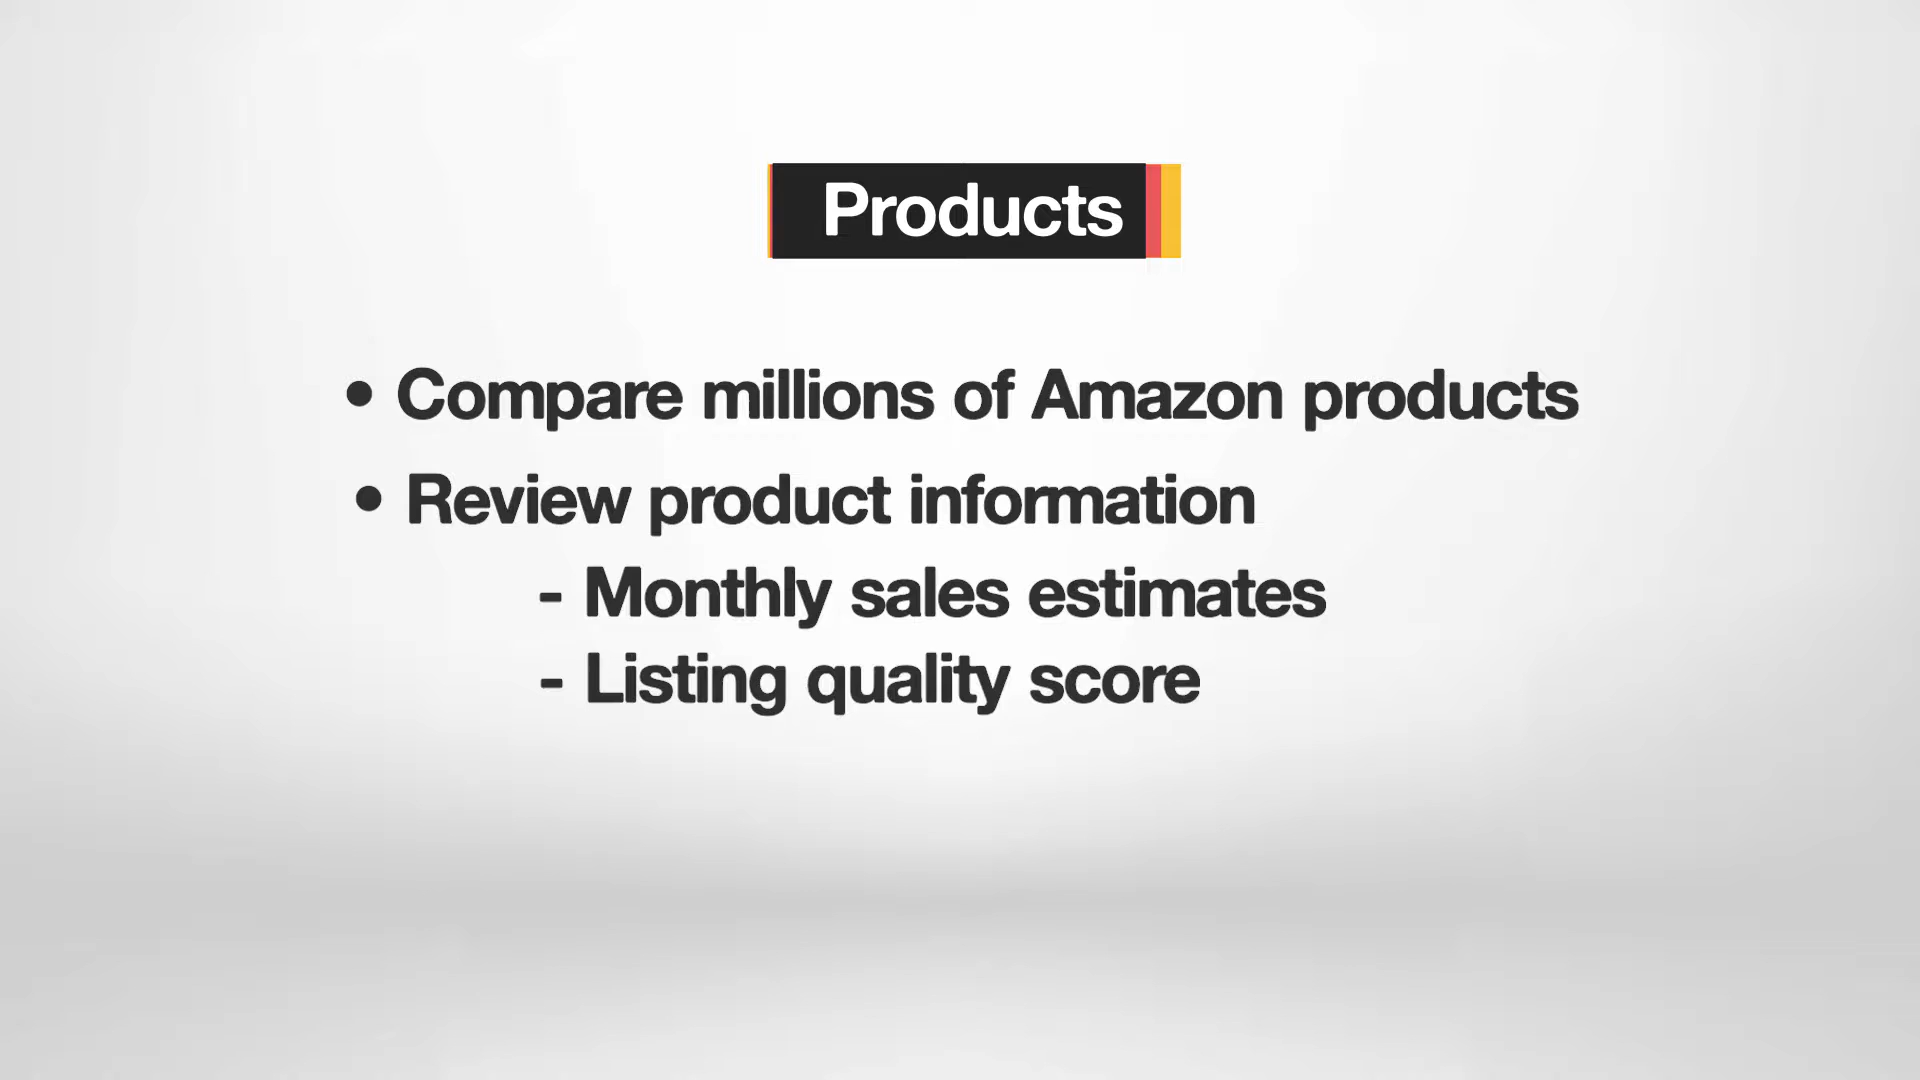 Products
• Compare millions of Amazon products
• Review product information
- Monthly sales estimates
- Listing quality score